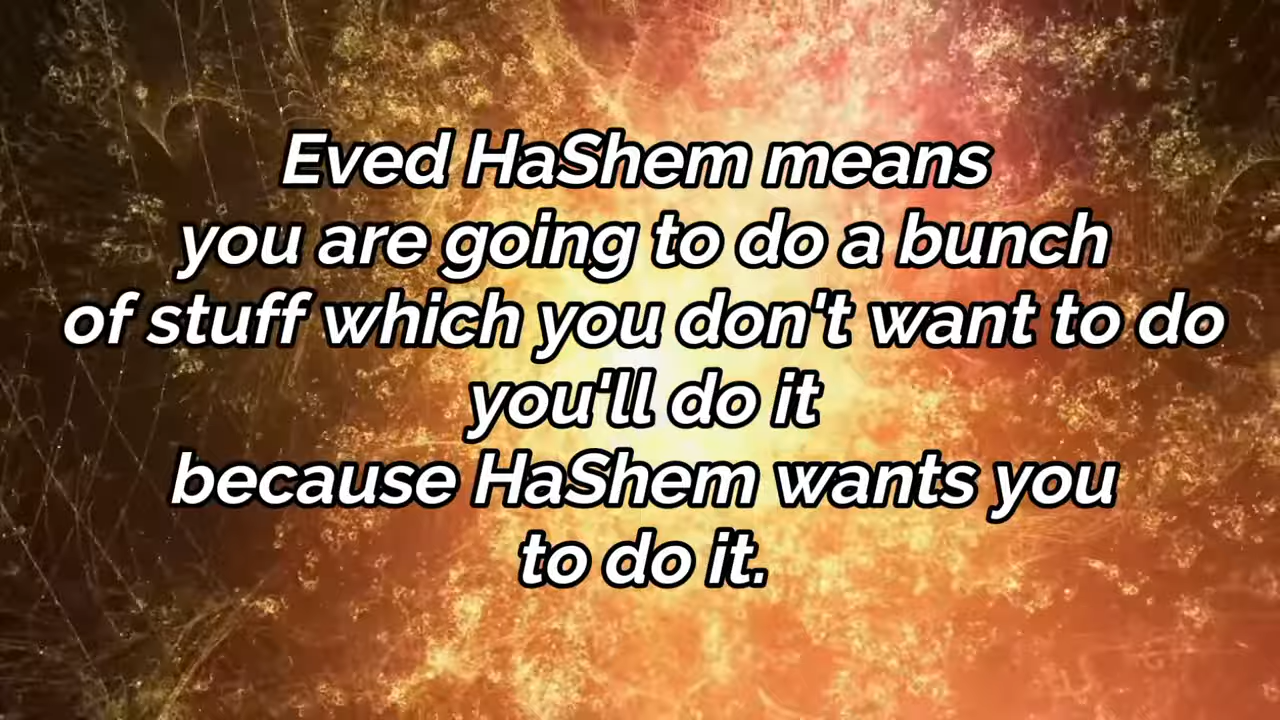 Eved HaShem means
you are going to do a bunch
of stuff which you don't want to do
you'll do it
because HaShem wants you
to do it.